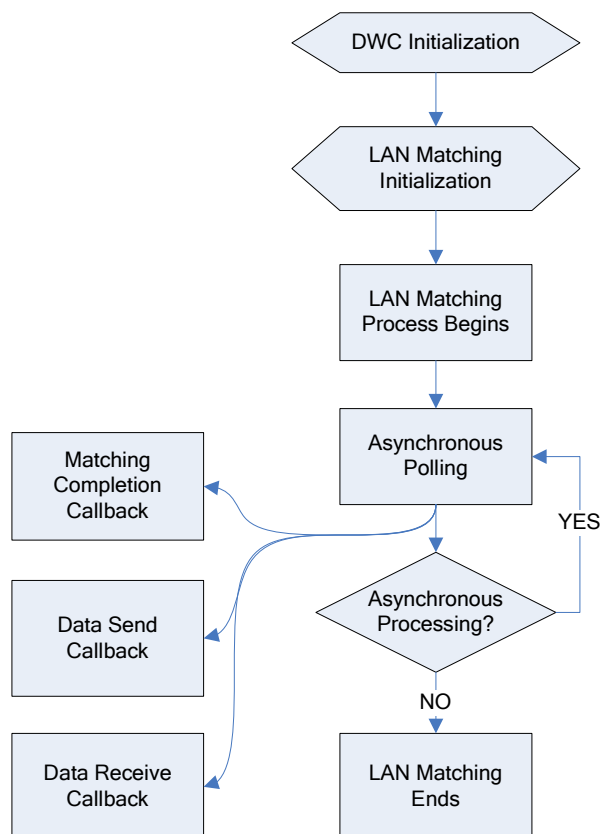 DWC Initialization
LAN Matching
Initialization
LAN Matching
Process Begins
Asynchronous
Polling
Matching
Completion
Callback
YES
Asynchronous
Processing?
Data Send
Callback
NO
LAN Matching
Ends
Data Receive
Callback